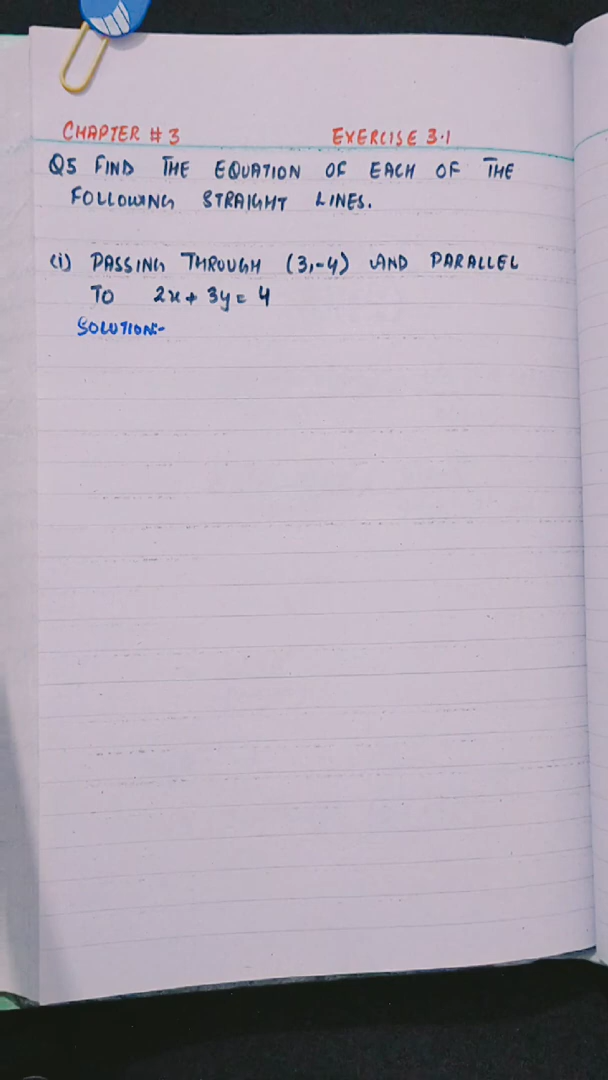 CHAPTER # 3 EXERCISE 3.1
Q5 FIND THE EQUATION OF EACH OF THE
FOLLOWING STRAIGHT LINES.
(i) PASSING THROUGH (3,-4) AND PARALLEL
TO 2x + 3y = 4
SOLUTION:-